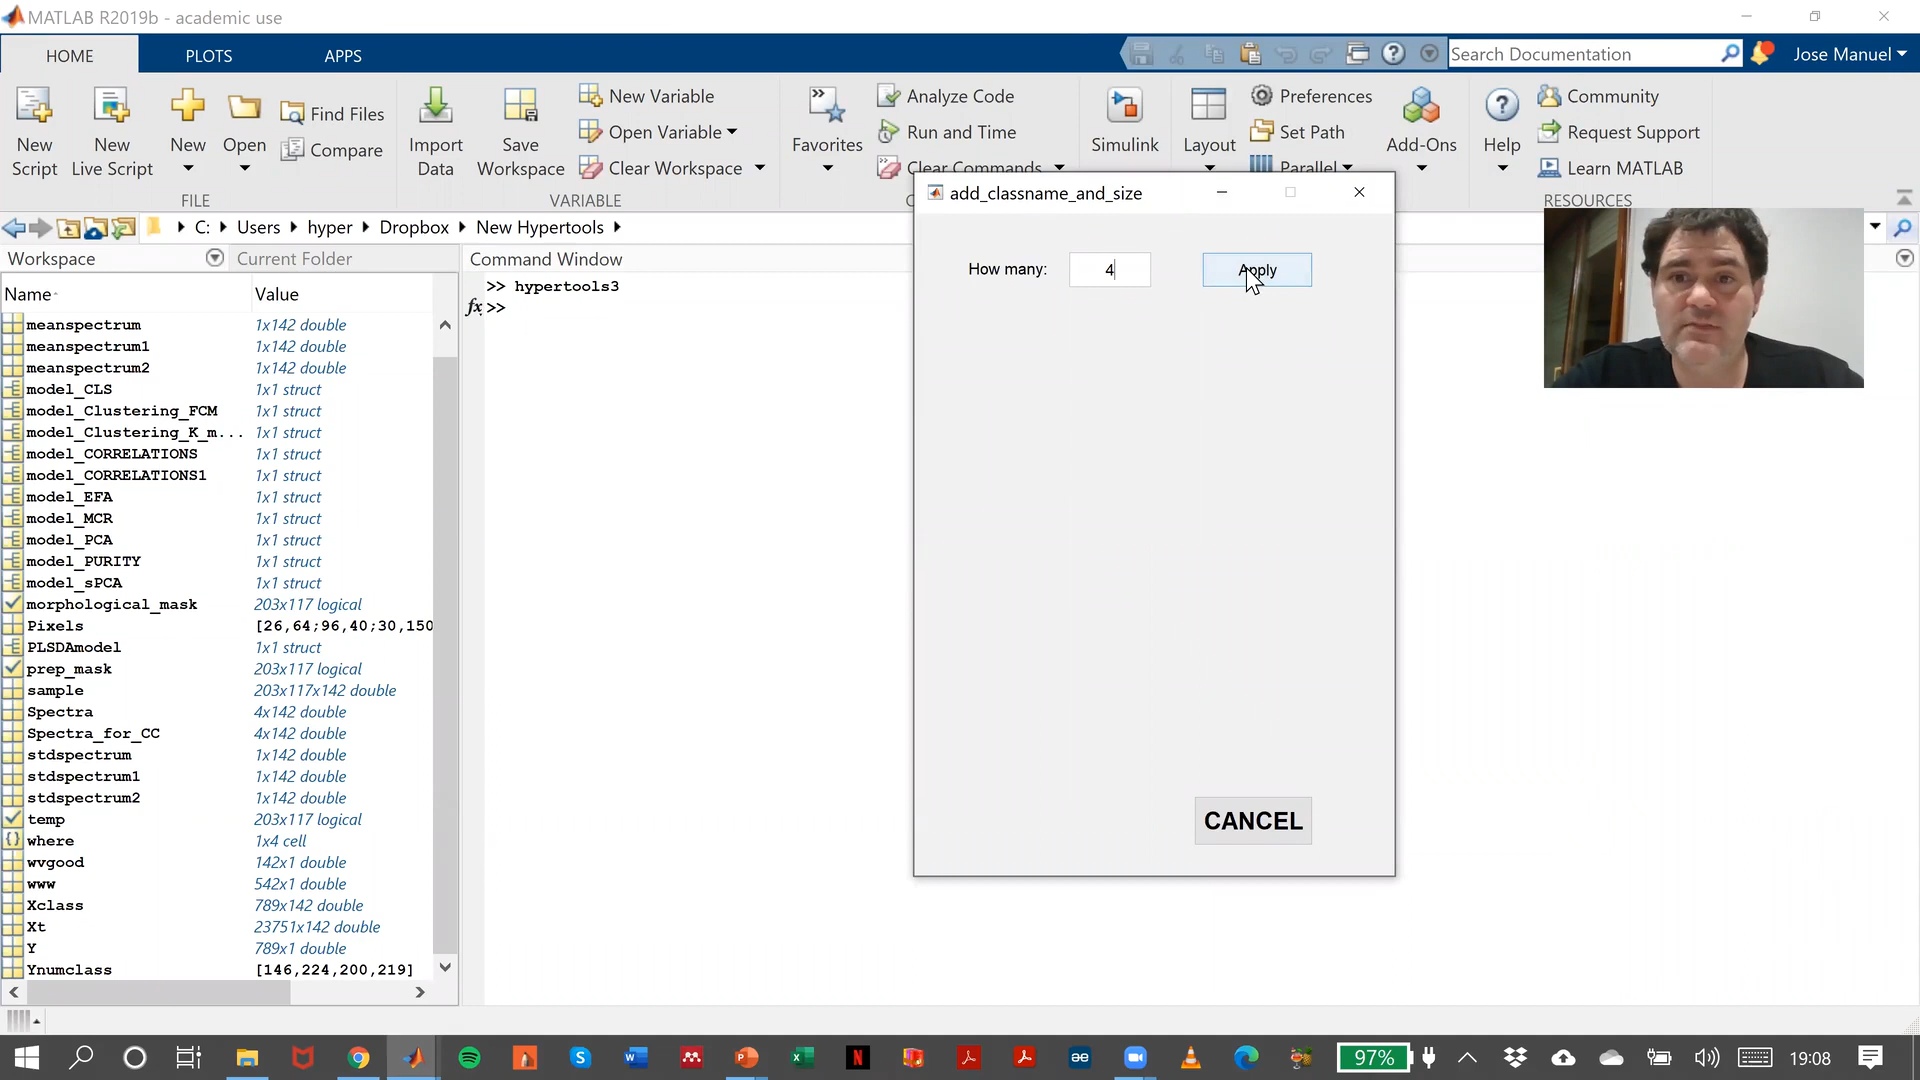 MATLAB R2019b - academic use
HOME
PLOTS
APPS
Search Documentation
Jose Manuel
New Script
New Live Script
New
Open
Find Files
Compare
Import Data
Save Workspace
New Variable
Open Variable
Clear Workspace
Favorites
Analyze Code
Run and Time
Clear Commands
Simulink
Layout
Preferences
Set Path
Parallel
Add-Ons
Help
Community
Request Support
Learn MATLAB
FILE
VARIABLE
RESOURCES
C: Users hyper Dropbox New Hypertools
Workspace
Current Folder
Command Window
Name Value
meanspectrum 1x142 double
meanspectrum1 1x142 double
meanspectrum2 1x142 double
model_CLS 1x1 struct
model_Clustering_FCM 1x1 struct
model_Clustering_K_m... 1x1 struct
model_CORRELATIONS 1x1 struct
model_CORRELATIONS1 1x1 struct
model_EFA 1x1 struct
model_MCR 1x1 struct
model_PCA 1x1 struct
model_PURITY 1x1 struct
model_sPCA 1x1 struct
morphological_mask 203x117 logical
Pixels [26,64;96,40;30,150
PLSDAmodel 1x1 struct
prep_mask 203x117 logical
sample 203x117x142 double
Spectra 4x142 double
Spectra_for_CC 4x142 double
stdspectrum 1x142 double
stdspectrum1 1x142 double
stdspectrum2 1x142 double
temp 203x117 logical
where 1x4 cell
wvgood 142x1 double
www 542x1 double
Xclass 789x142 double
Xt 23751x142 double
Y 789x1 double
Ynumclass [146,224,200,219]
>> hypertools3
fx >>
add_classname_and_size
How many: 4 Apply
CANCEL
97%
19:08